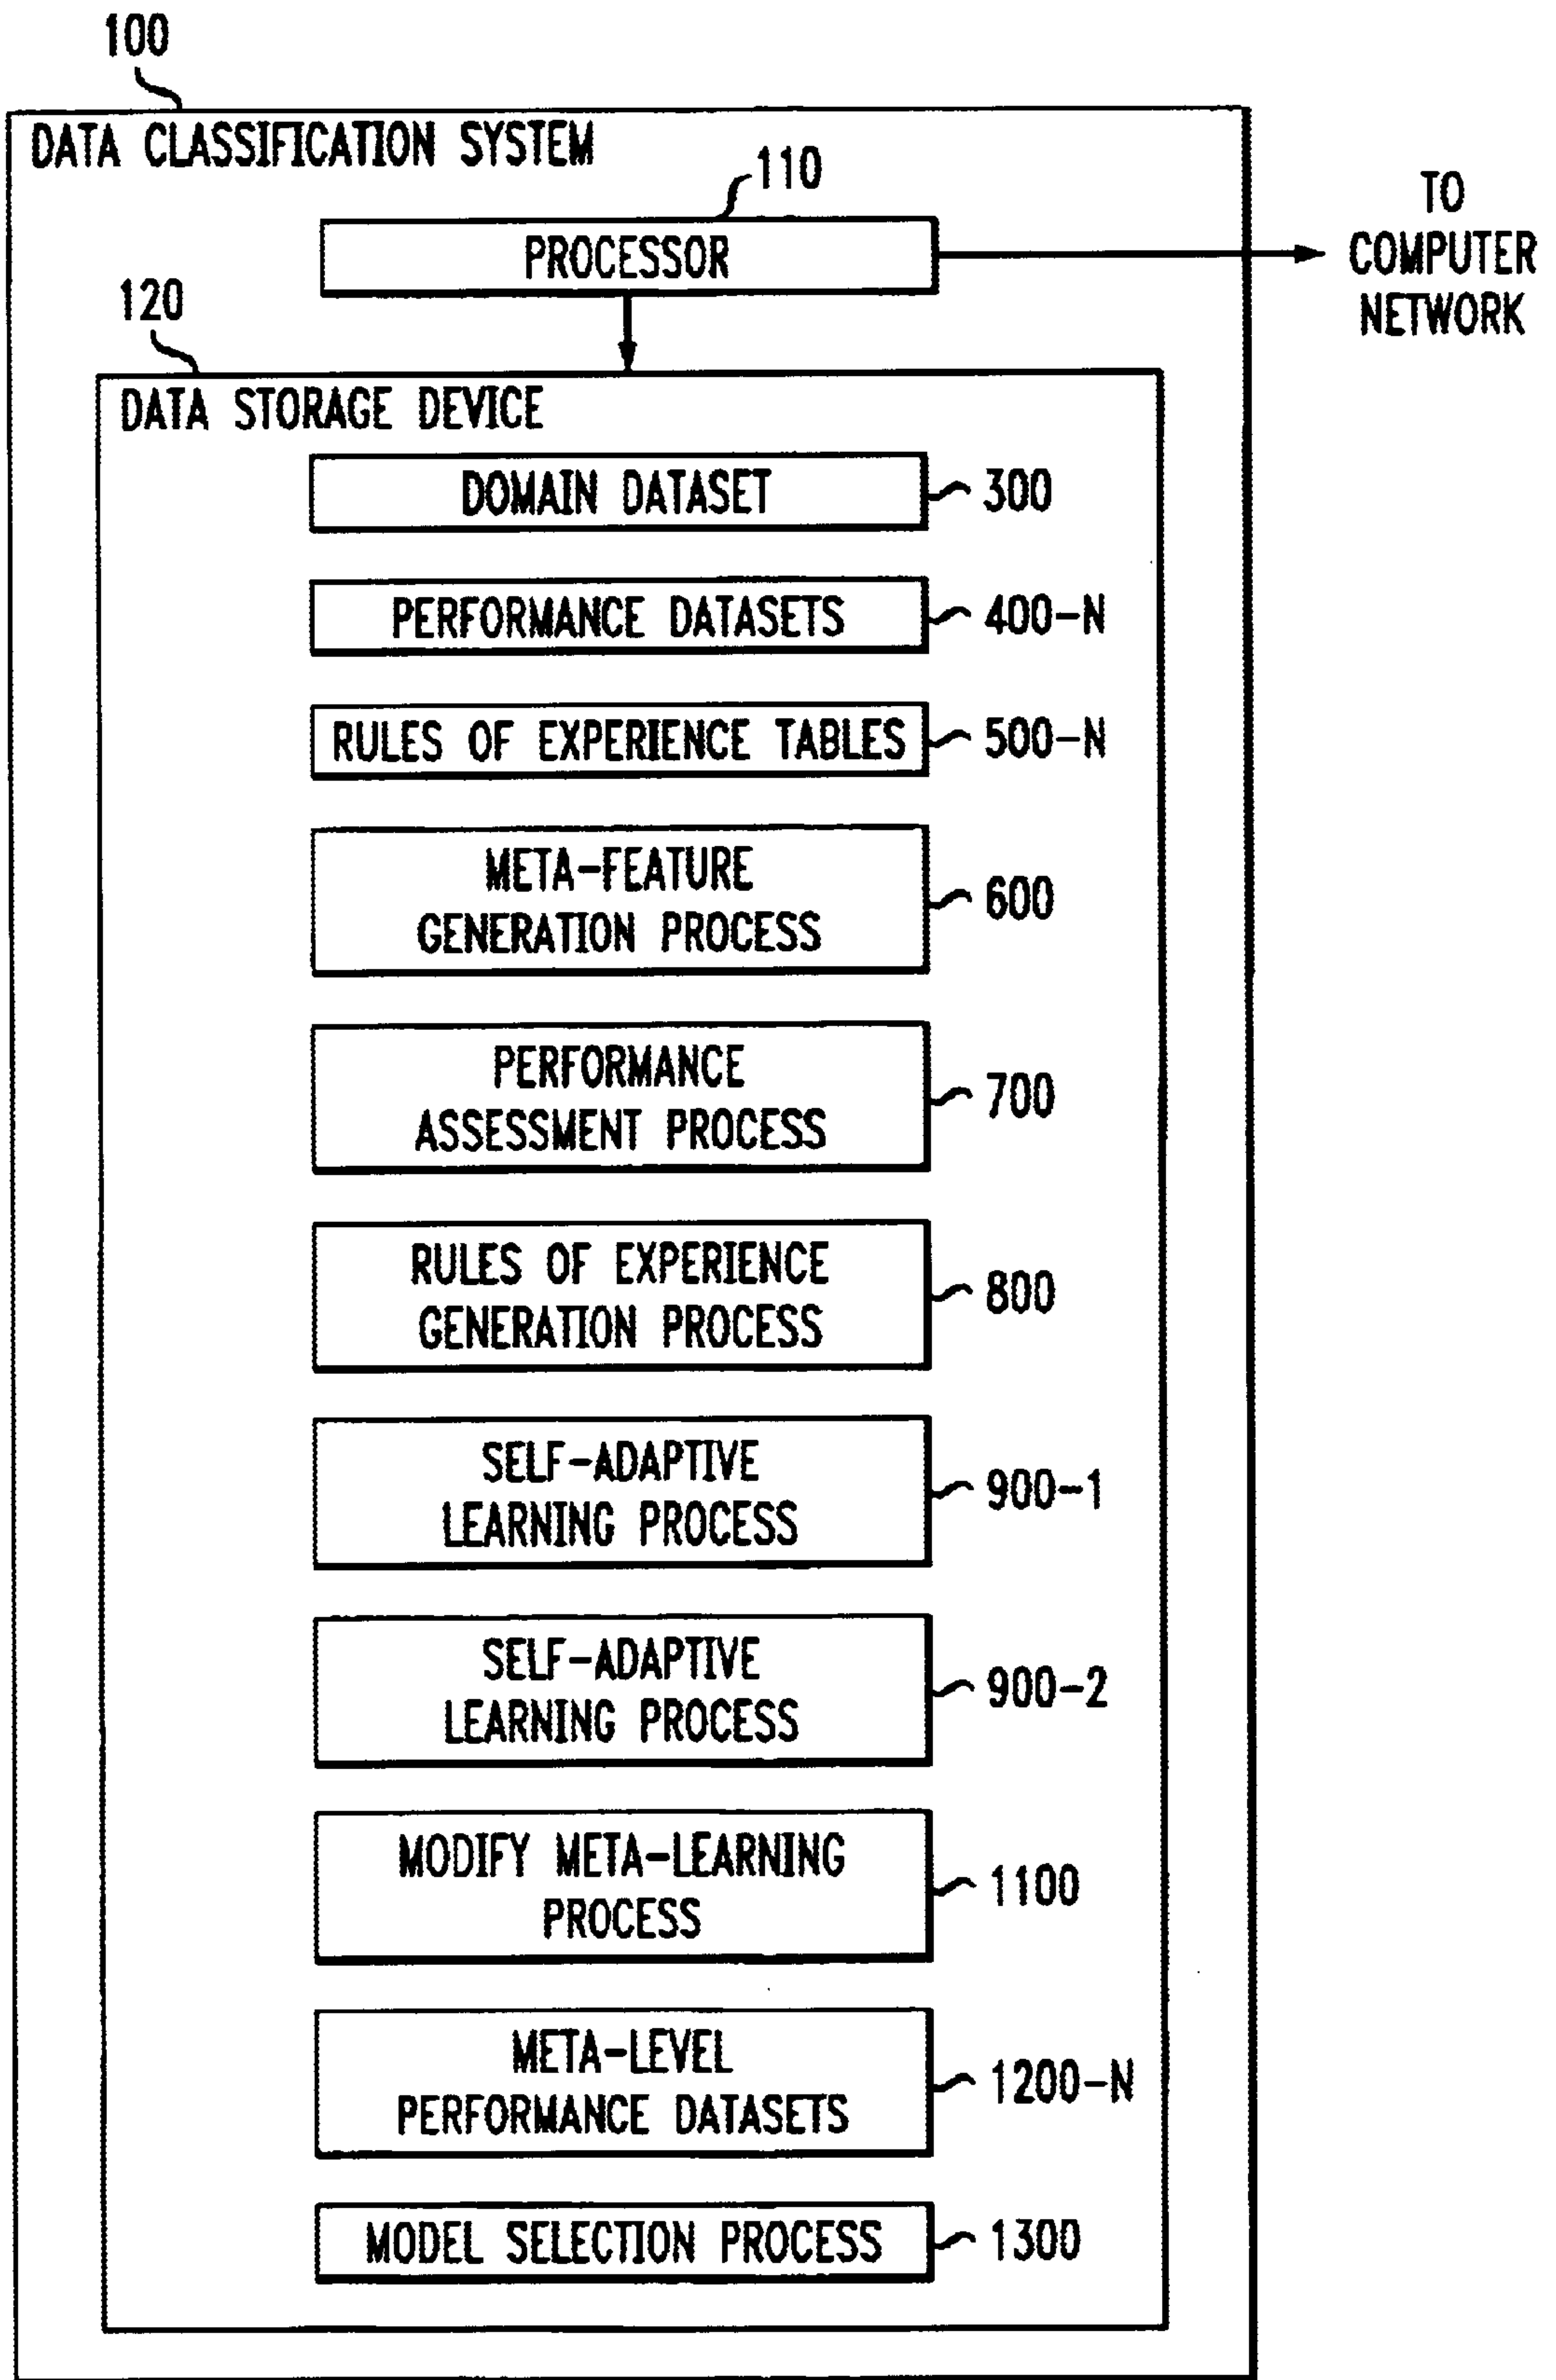 100
DATA CLASSIFICATION SYSTEM
110
PROCESSOR
TO
COMPUTER
NETWORK
120
DATA STORAGE DEVICE
DOMAIN DATASET
300
PERFORMANCE DATASETS
400-N
RULES OF EXPERIENCE TABLES
500-N
META-FEATURE
GENERATION PROCESS
600
PERFORMANCE
ASSESSMENT PROCESS
700
RULES OF EXPERIENCE
GENERATION PROCESS
800
SELF-ADAPTIVE
LEARNING PROCESS
900-1
SELF-ADAPTIVE
LEARNING PROCESS
900-2
MODIFY META-LEARNING
PROCESS
1100
META-LEVEL
PERFORMANCE DATASETS
1200-N
MODEL SELECTION PROCESS
1300